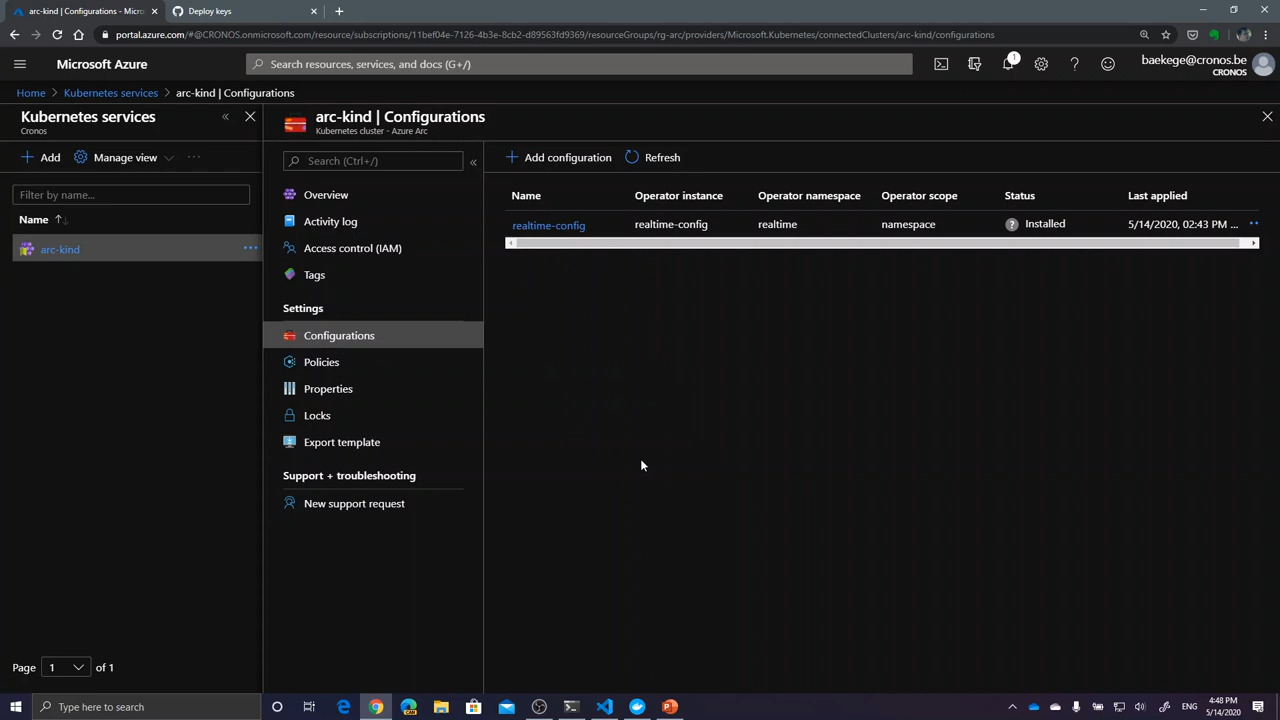 arc-kind | Configurations - Micro
Deploy keys
portal.azure.com/#@CRONOS.onmicrosoft.com/resource/subscriptions/11bef04e-7126-4b3e-8cb2-d89563fd9369/resourceGroups/rg-arc/providers/Microsoft.Kubernetes/connectedClusters/arc-kind/configurations
Microsoft Azure
Search resources, services, and docs (G+/)
1
baekege@cronos.be
CRONOS
Home > Kubernetes services > arc-kind | Configurations
Kubernetes services
Cronos
Add
Manage view
Filter by name...
Name
arc-kind
Page 1 of 1
arc-kind | Configurations
Kubernetes cluster - Azure Arc
Search (Ctrl+/)
Overview
Activity log
Access control (IAM)
Tags
Settings
Configurations
Policies
Properties
Locks
Export template
Support + troubleshooting
New support request
Add configuration
Refresh
Name Operator instance Operator namespace Operator scope Status Last applied
realtime-config realtime-config realtime namespace Installed 5/14/2020, 02:43 PM ...
Type here to search
4:48 PM
5/14/2020